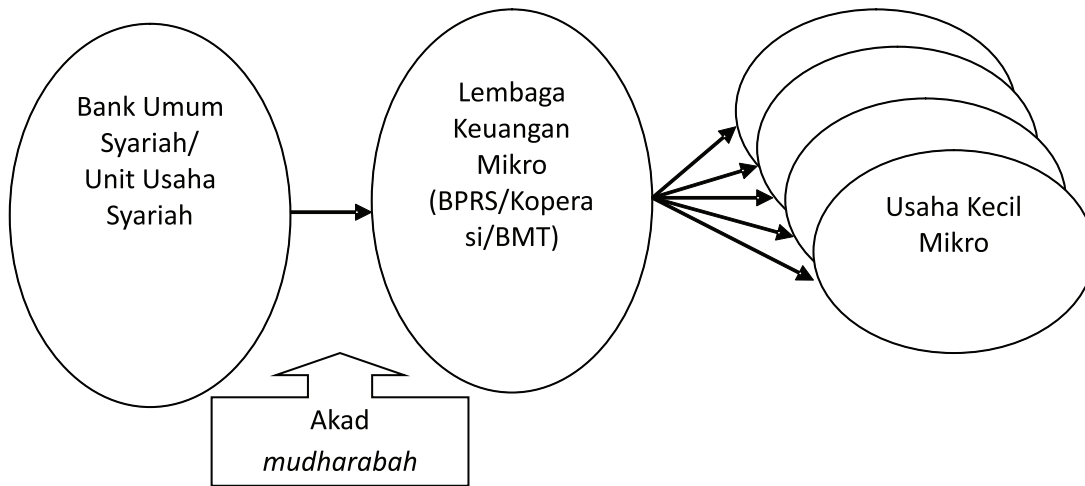 Bank Umum
Syariah/
Unit Usaha
Syariah
Lembaga
Keuangan
Mikro
(BPRS/Kopera
si/BMT)
Usaha Kecil
Mikro
Akad
mudharabah